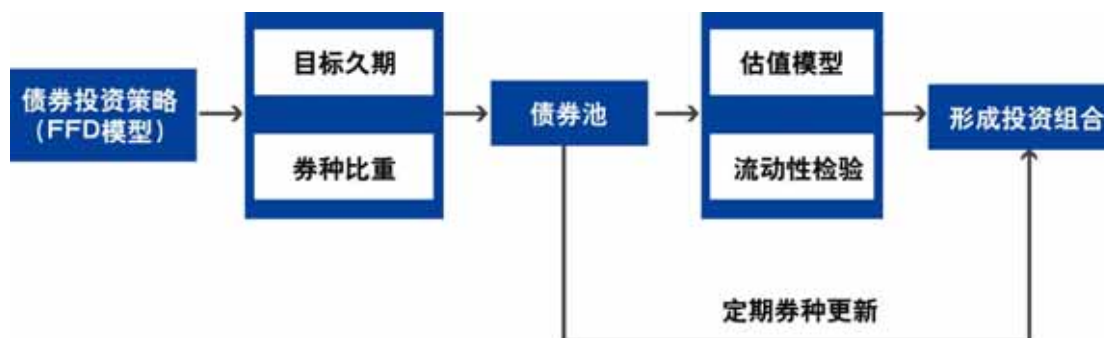 债券投资策略
（FFD模型）
目标久期
券种比重
债券池
估值模型
流动性检验
形成投资组合
定期券种更新